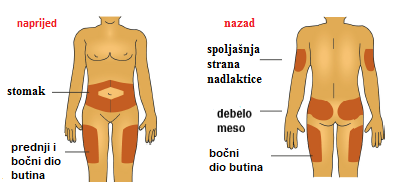 naprijed
stomak
prednji i
bočni dio
butina
nazad
spoljašnja
strana
nadlaktice
debelo
meso
bočni
dio butina